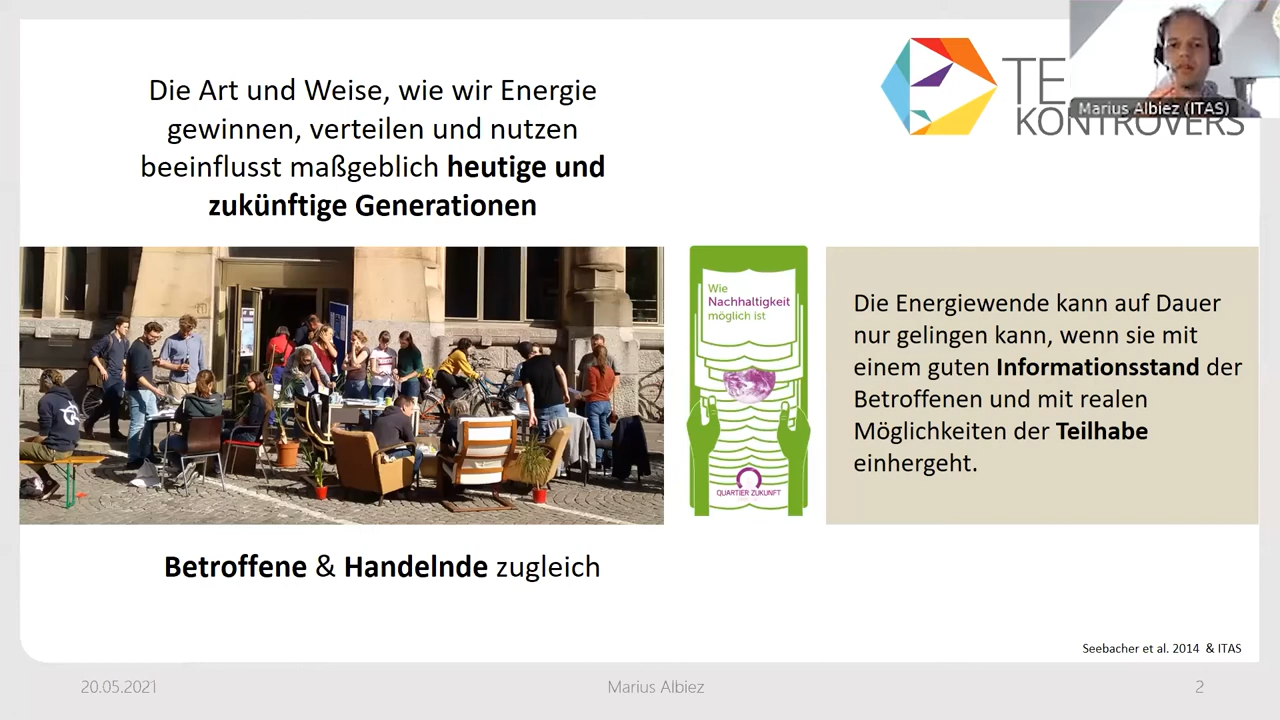 Die Art und Weise, wie wir Energie
gewinnen, verteilen und nutzen
beeinflusst maßgeblich heutige und
zukünftige Generationen
TE
KONTROVERS
Marius Albiez (ITAS)
Wie
Nachhaltigkeit
möglich ist
QUARTIER ZUKUNFT
Die Energiewende kann auf Dauer
nur gelingen kann, wenn sie mit
einem guten Informationsstand der
Betroffenen und mit realen
Möglichkeiten der Teilhabe
einhergeht.
Betroffene & Handelnde zugleich
Seebacher et al. 2014 & ITAS
20.05.2021
Marius Albiez
2